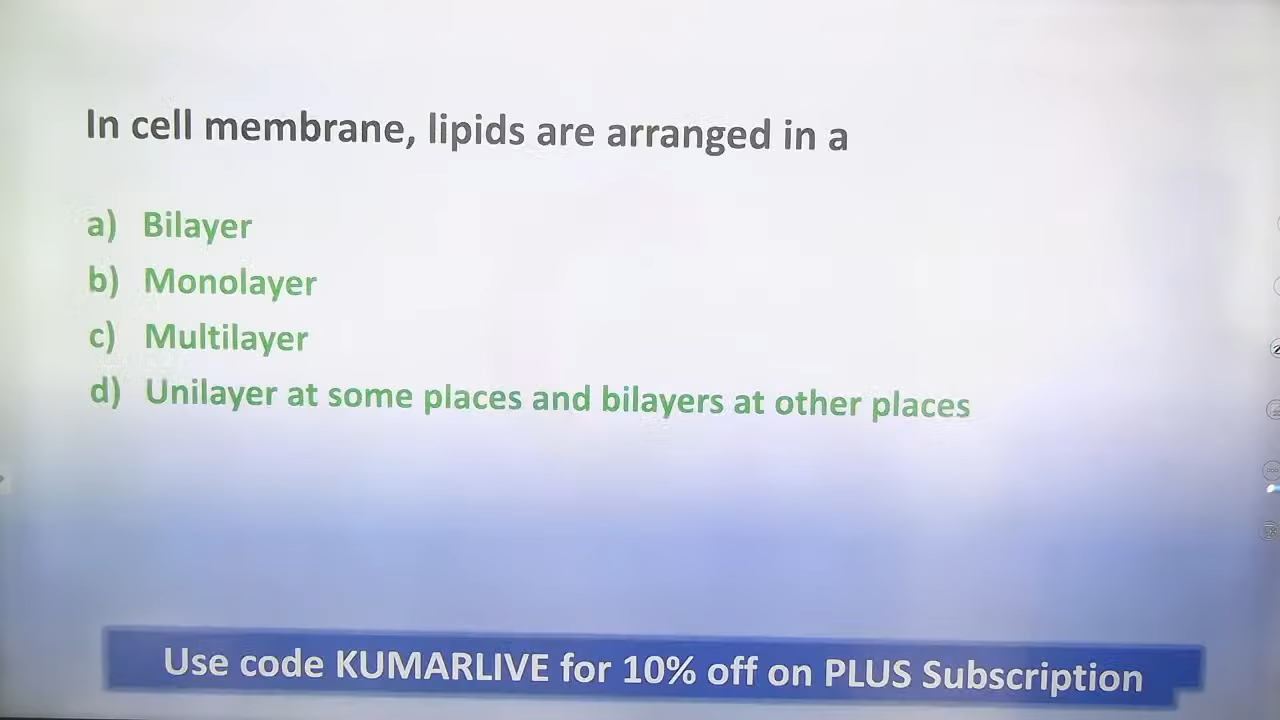 In cell membrane, lipids are arranged in a
a) Bilayer
b) Monolayer
c) Multilayer
d) Unilayer at some places and bilayers at other places
Use code KUMARLIVE for 10% off on PLUS Subscription